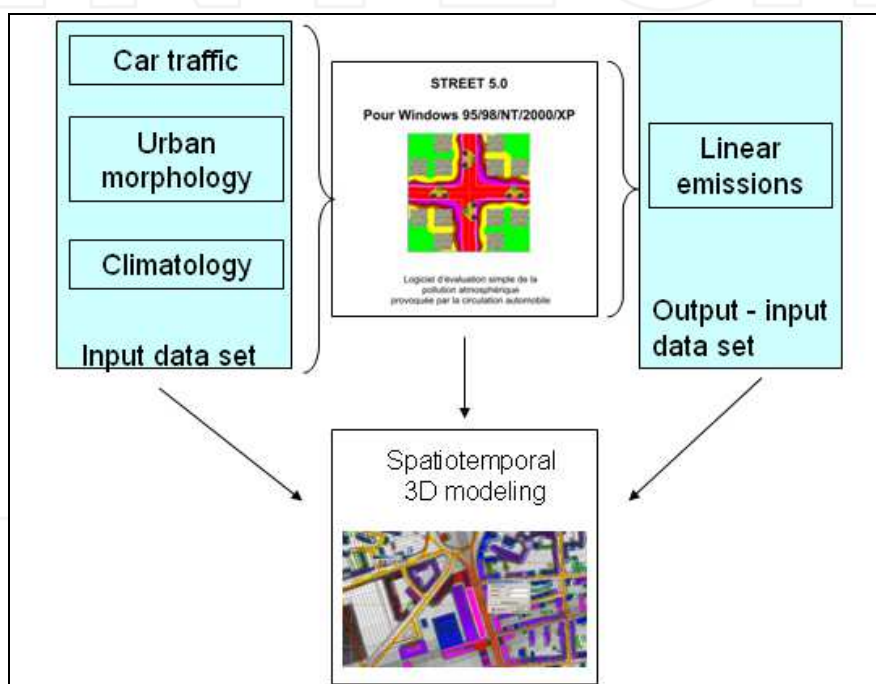 Car traffic
Urban
morphology
Climatology
Input data set
STREET 5.0
Pour Windows 95/98/NT/2000/XP
Logiciel d'évaluation simple de la
pollution atmosphérique
provoquée par la circulation automobile
Linear
emissions
Output - input
data set
Spatiotemporal
3D modeling